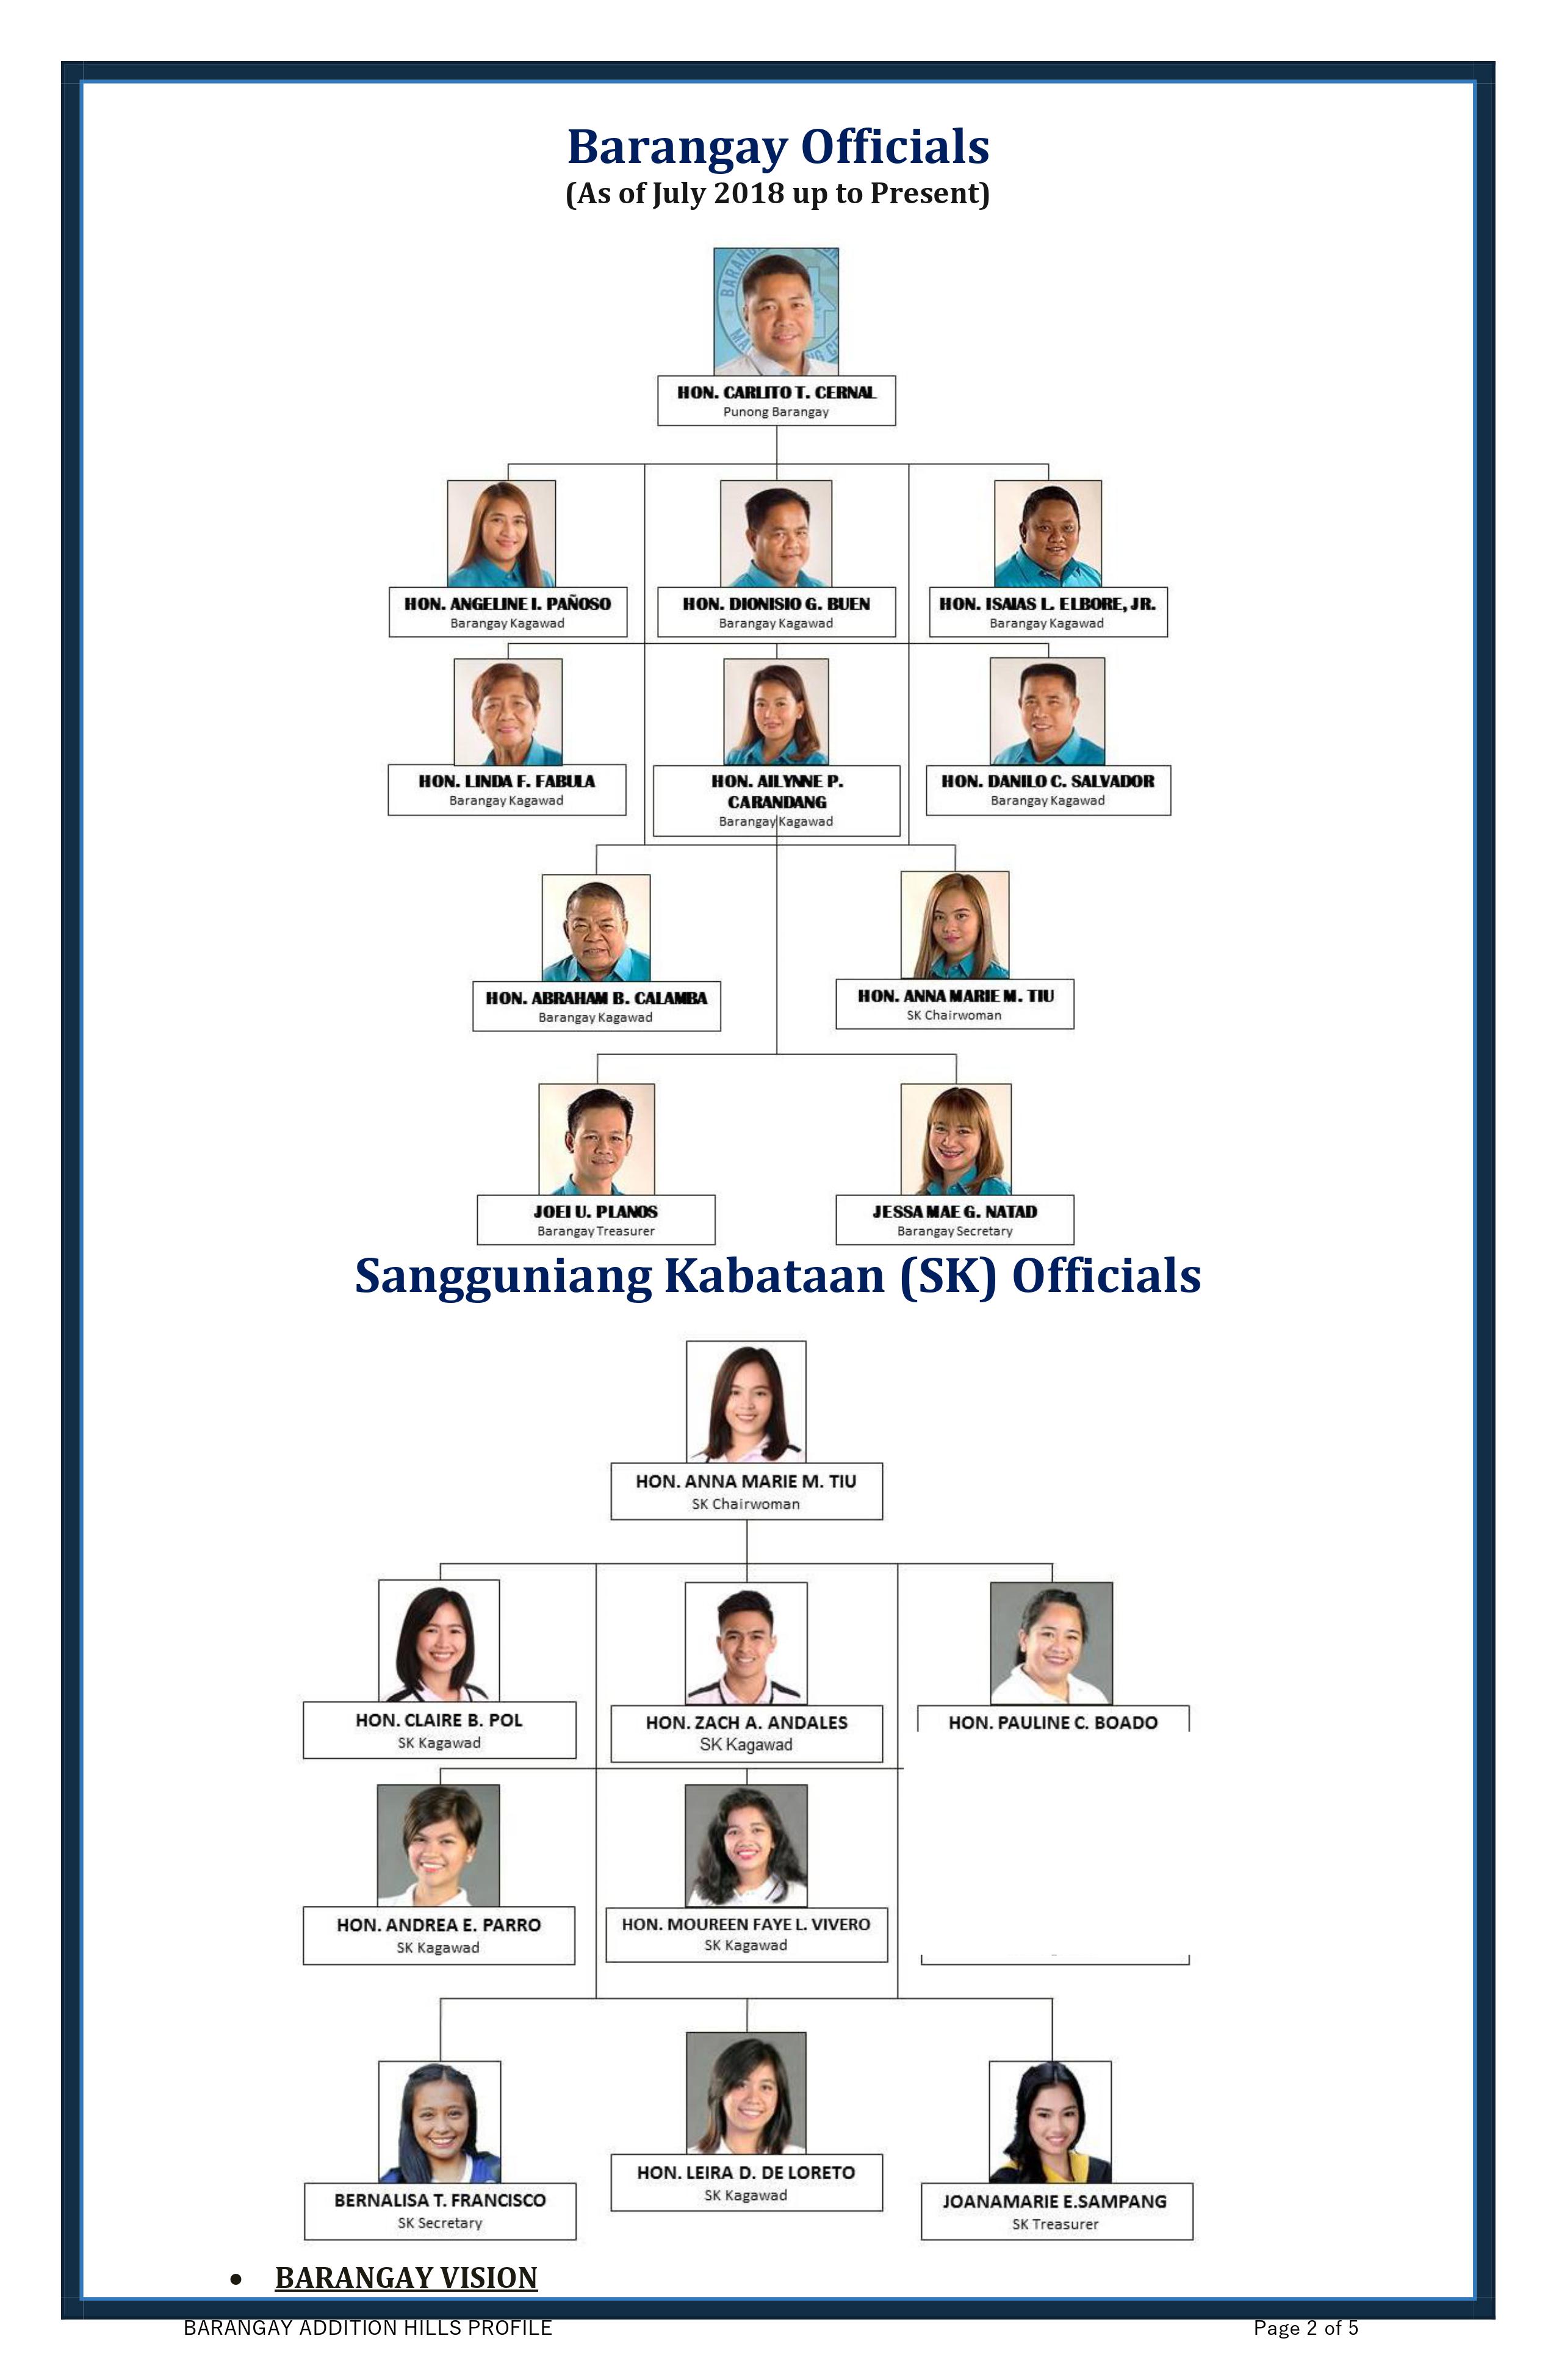 Barangay Officials
(As of July 2018 up to Present)
HON. CARLITO T. CERNAL
Punong Barangay
HON. ANGELINE I. PAÑOSO
Barangay Kagawad
HON. DIONISIO G. BUEN
Barangay Kagawad
HON. ISAIAS L. ELBORE, JR.
Barangay Kagawad
HON. LINDA F. FABULA
Barangay Kagawad
HON. AILYNNE P.
CARANDANG
Barangay Kagawad
HON. DANILO C. SALVADOR
Barangay Kagawad
HON. ABRAHAM B. CALAMBA
Barangay Kagawad
HON. ANNA MARIE M. TIU
SK Chairwoman
JOEI U. PLANOS
Barangay Treasurer
JESSA MAE G. NATAD
Barangay Secretary
Sangguniang Kabataan (SK) Officials
HON. ANNA MARIE M. TIU
SK Chairwoman
HON. CLAIRE B. POL
SK Kagawad
HON. ZACH A. ANDALES
SK Kagawad
HON. PAULINE C. BOADO
HON. ANDREA E. PARRO
SK Kagawad
HON. MOUREEN FAYE L. VIVERO
SK Kagawad
BERNALISA T. FRANCISCO
SK Secretary
HON. LEIRA D. DE LORETO
SK Kagawad
JOANAMARIE E.SAMPANG
SK Treasurer
• BARANGAY VISION
BARANGAY ADDITION HILLS PROFILE
Page 2 of 5